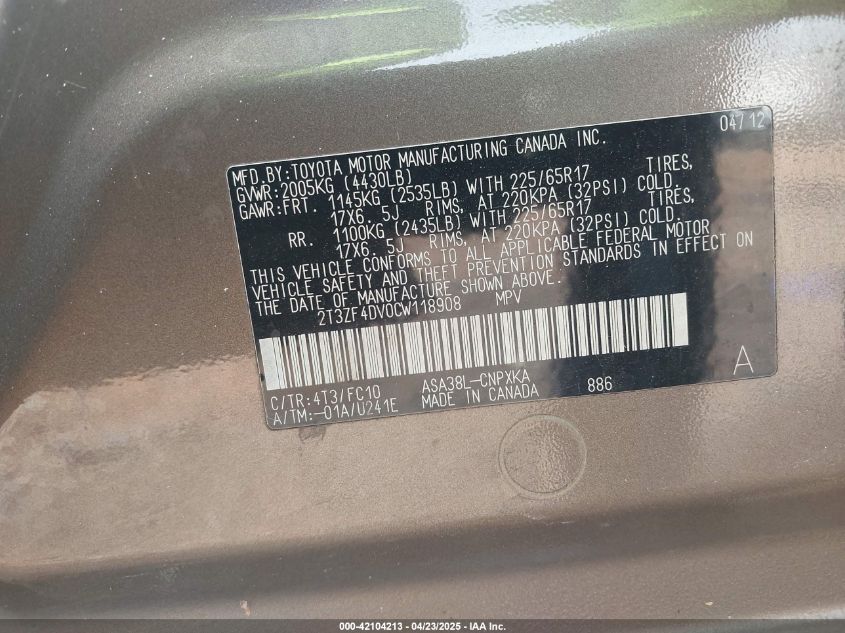 04/12
MFD.BY:TOYOTA MOTOR MANUFACTURING CANADA INC.
GVWR:2005KG (4430LB)
GAWR:FRT. 1145KG (2535LB) WITH 225/65R17 TIRES,
17X6. 5J RIMS, AT 220KPA (32PSI) COLD.
RR. 1100KG (2435LB) WITH 225/65R17 TIRES,
17X6. 5J RIMS, AT 220KPA (32PSI) COLD.
THIS VEHICLE CONFORMS TO ALL APPLICABLE FEDERAL MOTOR
VEHICLE SAFETY AND THEFT PREVENTION STANDARDS IN EFFECT ON
THE DATE OF MANUFACTURE SHOWN ABOVE.
2T3ZF4DV0CW118908 MPV
A
C/TR:4T3/FC10 ASA38L-CNPXKA 886
A/TM:-01A/U241E MADE IN CANADA
000-42104213 - 04/23/2025 - IAA Inc.